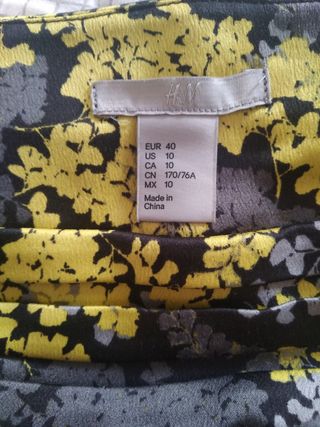 H&M
EUR 40
US 10
CA 10
CN 170/76A
MX 10
Made in
China